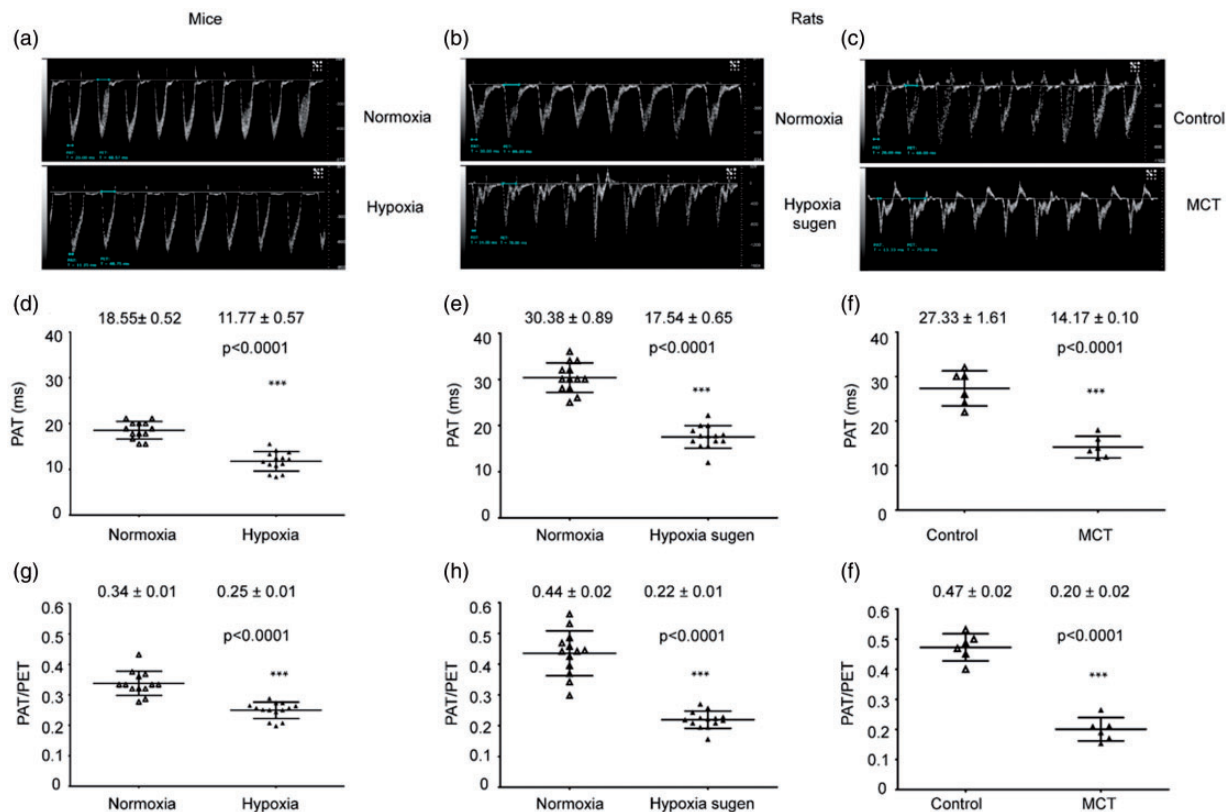 Mice
Rats
(a)
(b)
(c)
Normoxia
Normoxia
Control
Hypoxia
Hypoxia
sugen
MCT
(d)
(e)
(f)
18.55± 0.52
11.77 ± 0.57
30.38 ± 0.89
17.54 ± 0.65
27.33 ± 1.61
14.17 ± 0.10
p<0.0001
p<0.0001
p<0.0001
***
***
***
PAT (ms)
40
30
20
10
0
Normoxia
Hypoxia
PAT (ms)
40
30
20
10
0
Normoxia
Hypoxia sugen
PAT (ms)
40
30
20
10
0
Control
MCT
(g)
(h)
(f)
0.34 ± 0.01
0.25 ± 0.01
0.44 ± 0.02
0.22 ± 0.01
0.47 ± 0.02
0.20 ± 0.02
p<0.0001
p<0.0001
p<0.0001
***
***
***
PAT/PET
0.6
0.5
0.4
0.3
0.2
0.1
0
Normoxia
Hypoxia
PAT/PET
0.6
0.5
0.4
0.3
0.2
0.1
0
Normoxia
Hypoxia sugen
PAT/PET
0.6
0.5
0.4
0.3
0.2
0.1
0
Control
MCT